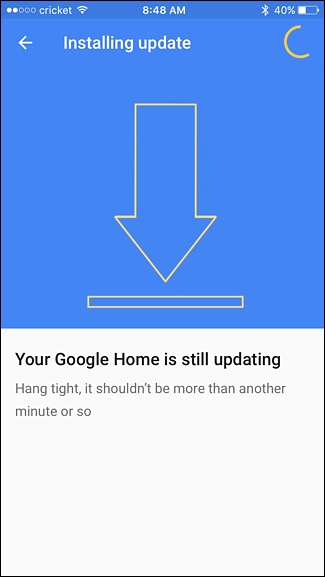 cricket 8:48 AM 40%
Installing update
Your Google Home is still updating
Hang tight, it shouldn’t be more than another
minute or so